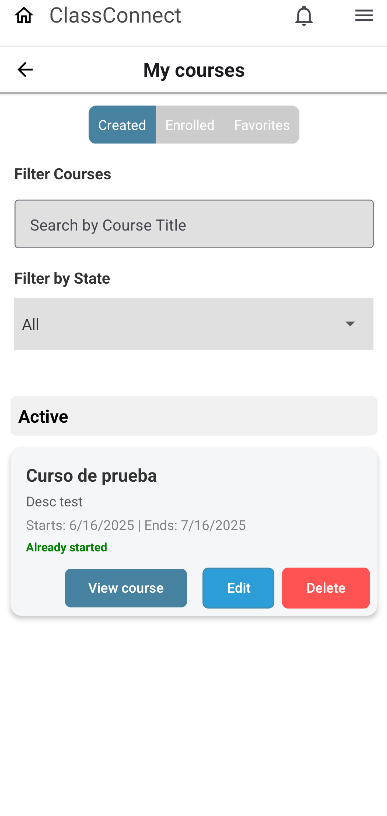 ClassConnect
My courses
Created Enrolled Favorites
Filter Courses
Search by Course Title
Filter by State
All
Active
Curso de prueba
Desc test
Starts: 6/16/2025 | Ends: 7/16/2025
Already started
View course Edit Delete